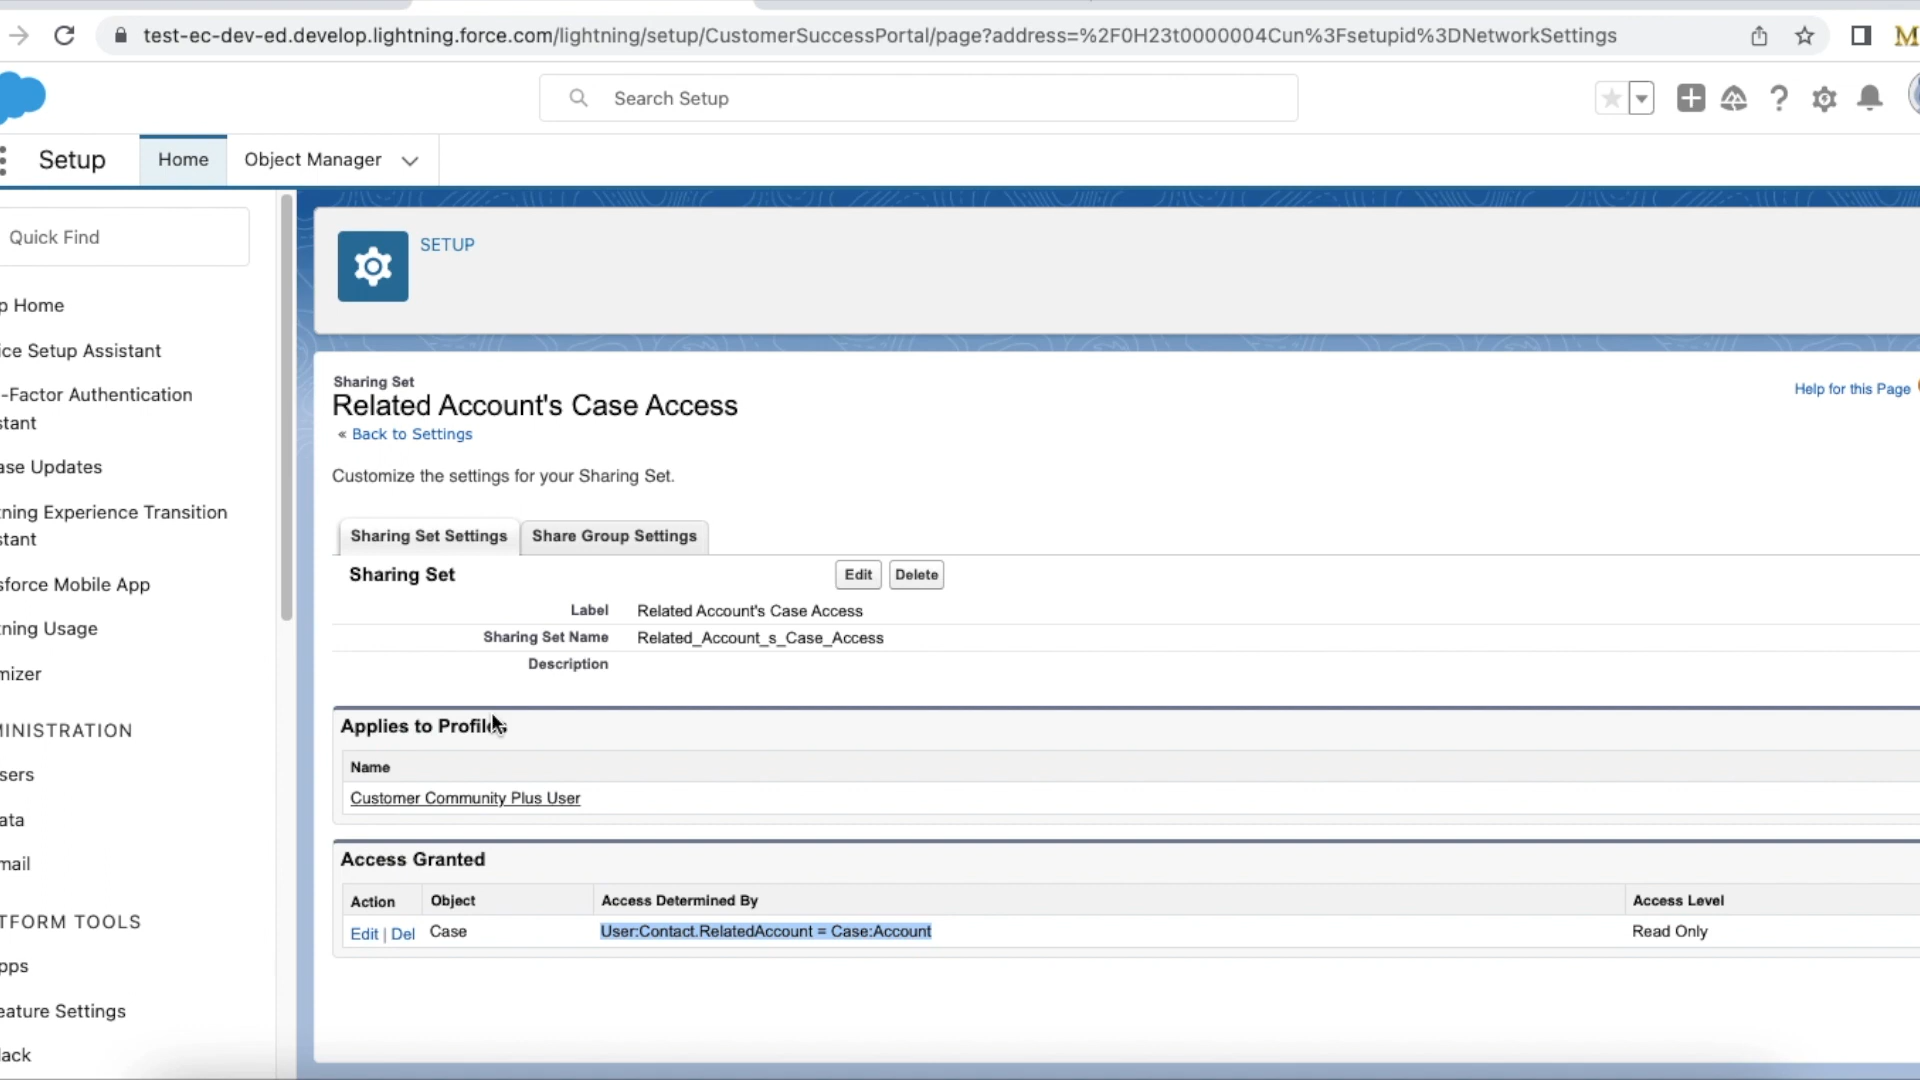 test-ec-dev-ed.develop.lightning.force.com/lightning/setup/CustomerSuccessPortal/page?address=%2F0H23t0000004Cun%3Fsetupid%3DNetworkSettings
M
Search Setup
Setup
Home
Object Manager
Quick Find
p Home
ice Setup Assistant
-Factor Authentication
stant
ase Updates
tning Experience Transition
stant
sforce Mobile App
tning Usage
mizer
MINISTRATION
sers
ata
mail
TFORM TOOLS
pps
eature Settings
lack
SETUP
Sharing Set
Related Account's Case Access
« Back to Settings
Help for this Page
Customize the settings for your Sharing Set.
Sharing Set Settings
Share Group Settings
Sharing Set
Edit
Delete
Label Related Account's Case Access
Sharing Set Name Related_Account_s_Case_Access
Description
Applies to Profiles
Name
Customer Community Plus User
Access Granted
Action Object Access Determined By Access Level
Edit | Del Case User:Contact.RelatedAccount = Case:Account Read Only